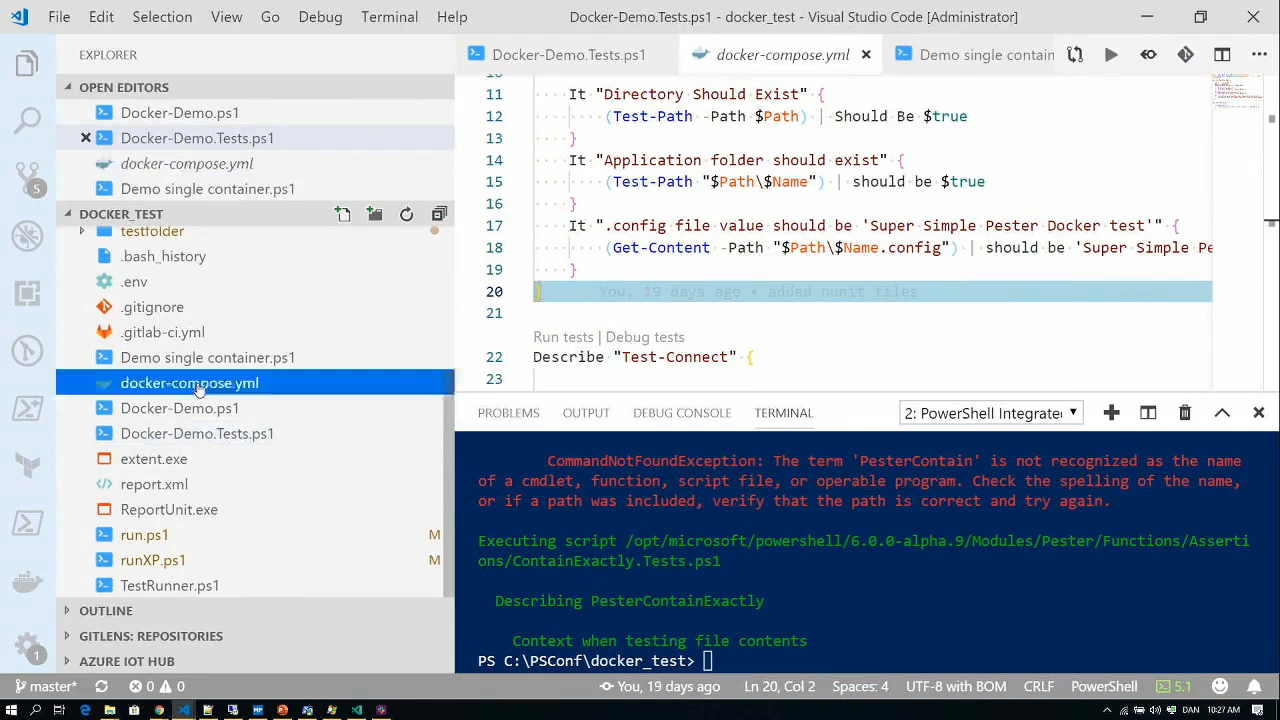 File Edit Selection View Go Debug Terminal Help
Docker-Demo.Tests.ps1 - docker_test - Visual Studio Code [Administrator]
EXPLORER
OPEN EDITORS
Docker-Demo.ps1
Docker-Demo.Tests.ps1
docker-compose.yml
Demo single container.ps1
DOCKER_TEST
testfolder
.bash_history
.env
.gitignore
.gitlab-ci.yml
Demo single container.ps1
docker-compose.yml
Docker-Demo.ps1
Docker-Demo.Tests.ps1
extent.exe
report.xml
ReportUnit.exe
run.ps1 M
runXP.ps1 M
TestRunner.ps1
OUTLINE
GITLENS: REPOSITORIES
AZURE IOT HUB
5
1
Docker-Demo.Tests.ps1 docker-compose.yml Demo single contain
11 It "Directory Should Exist" {
12 (Test-Path -Path $Path) | Should Be $true
13 }
14 It "Application folder should exist" {
15 (Test-Path "$Path\$Name") | should be $true
16 }
17 It ".config file value should be 'Super Simple Pester Docker test'" {
18 (Get-Content -Path "$Path\$Name.config") | should be 'Super Simple Pe
19 }
20 } You, 19 days ago • added nunit files
21
Run tests | Debug tests
22 Describe "Test-Connect" {
23
PROBLEMS OUTPUT DEBUG CONSOLE TERMINAL 2: PowerShell Integrate
CommandNotFoundException: The term 'PesterContain' is not recognized as the name
of a cmdlet, function, script file, or operable program. Check the spelling of the name,
or if a path was included, verify that the path is correct and try again.
Executing script /opt/microsoft/powershell/6.0.0-alpha.9/Modules/Pester/Functions/Asserti
ons/ContainExactly.Tests.ps1
Describing PesterContainExactly
Context when testing file contents
PS C:\PSConf\docker_test>
master* 0 0 You, 19 days ago Ln 20, Col 2 Spaces: 4 UTF-8 with BOM CRLF PowerShell 5.1
DAN 10:27 AM